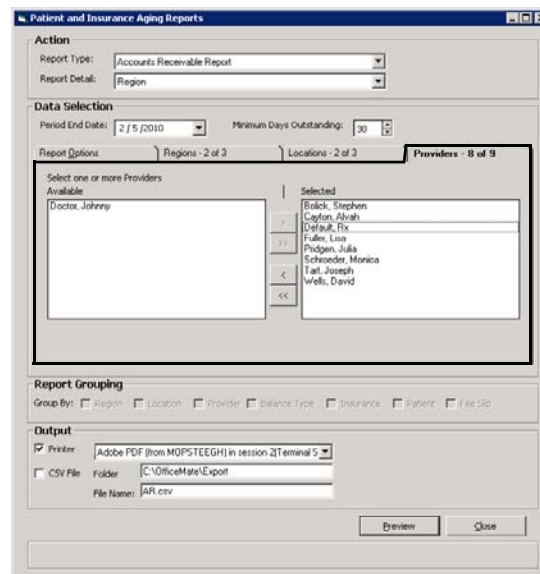 Patient and Insurance Aging Reports
Action
Report Type: Accounts Receivable Report
Report Detail: Region
Data Selection
Period End Date: 2 / 5 /2010 Minimum Days Outstanding: 30
Report Options Regions - 2 of 3 Locations - 2 of 3 Providers - 8 of 9
Select one or more Providers
Available Selected
Doctor, Johnny
Bolick, Stephen
Cayton, Alvah
Default, Rx
Fuller, Lisa
Pridgen, Julia
Schroeder, Monica
Tart, Joseph
Wells, David
>
>>
<
<<
Report Grouping
Group By: Region Location Provider Balance Type Insurance Patient Fee Slip
Output
Printer Adobe PDF (from MOPSTEEGH) in session 2[Terminal S
CSV File Folder C:\OfficeMate\Export
File Name: AR.csv
Preview Close